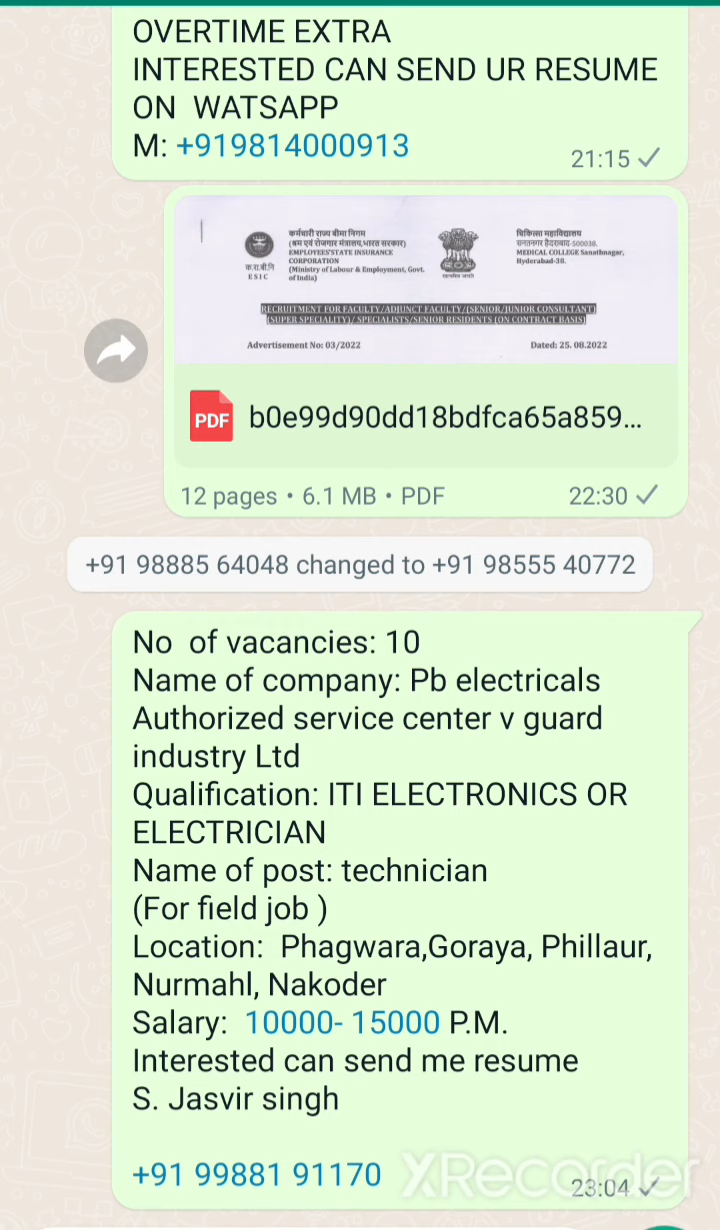 OVERTIME EXTRA
INTERESTED CAN SEND UR RESUME
ON WATSAPP
M: +919814000913
21:15
कर्मचारी राज्य बीमा निगम
(श्रम एवं रोजगार मंत्रालय,भारत सरकार)
EMPLOYEES'STATE INSURANCE
CORPORATION
(Ministry of Labour & Employment, Govt.
of India)
क.रा.बी.नि
ESIC
चिकित्सा महाविद्यालय
सनतनगर हैदराबाद-500038.
MEDICAL COLLEGE Sanathnagar,
Hyderabad-38.
RECRUITMENT FOR FACULTY/ADJUNCT FACULTY/(SENIOR/JUNIOR CONSULTANT)
(SUPER SPECIALITY)/ SPECIALISTS/SENIOR RESIDENTS (ON CONTRACT BASIS)
Advertisement No: 03/2022
Dated: 25. 08.2022
PDF b0e99d90dd18bdfca65a859...
12 pages • 6.1 MB • PDF
22:30
+91 98885 64048 changed to +91 98555 40772
No of vacancies: 10
Name of company: Pb electricals
Authorized service center v guard
industry Ltd
Qualification: ITI ELECTRONICS OR
ELECTRICIAN
Name of post: technician
(For field job )
Location: Phagwara,Goraya, Phillaur,
Nurmahl, Nakoder
Salary: 10000- 15000 P.M.
Interested can send me resume
S. Jasvir singh
+91 99881 91170
XRecorder
23:04